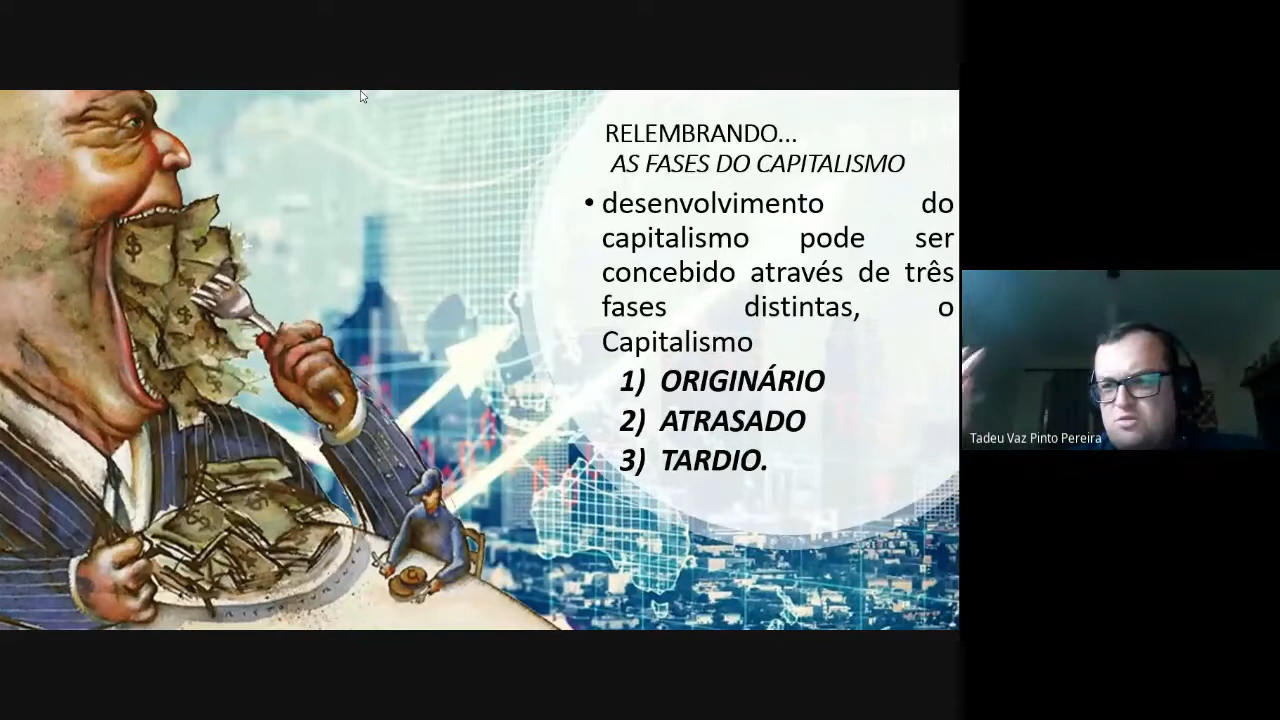 RELEMBRANDO...
AS FASES DO CAPITALISMO
• desenvolvimento do
capitalismo pode ser
concebido através de três
fases distintas, o
Capitalismo
1) ORIGINÁRIO
2) ATRASADO
3) TARDIO.
Tadeu Vaz Pinto Pereira